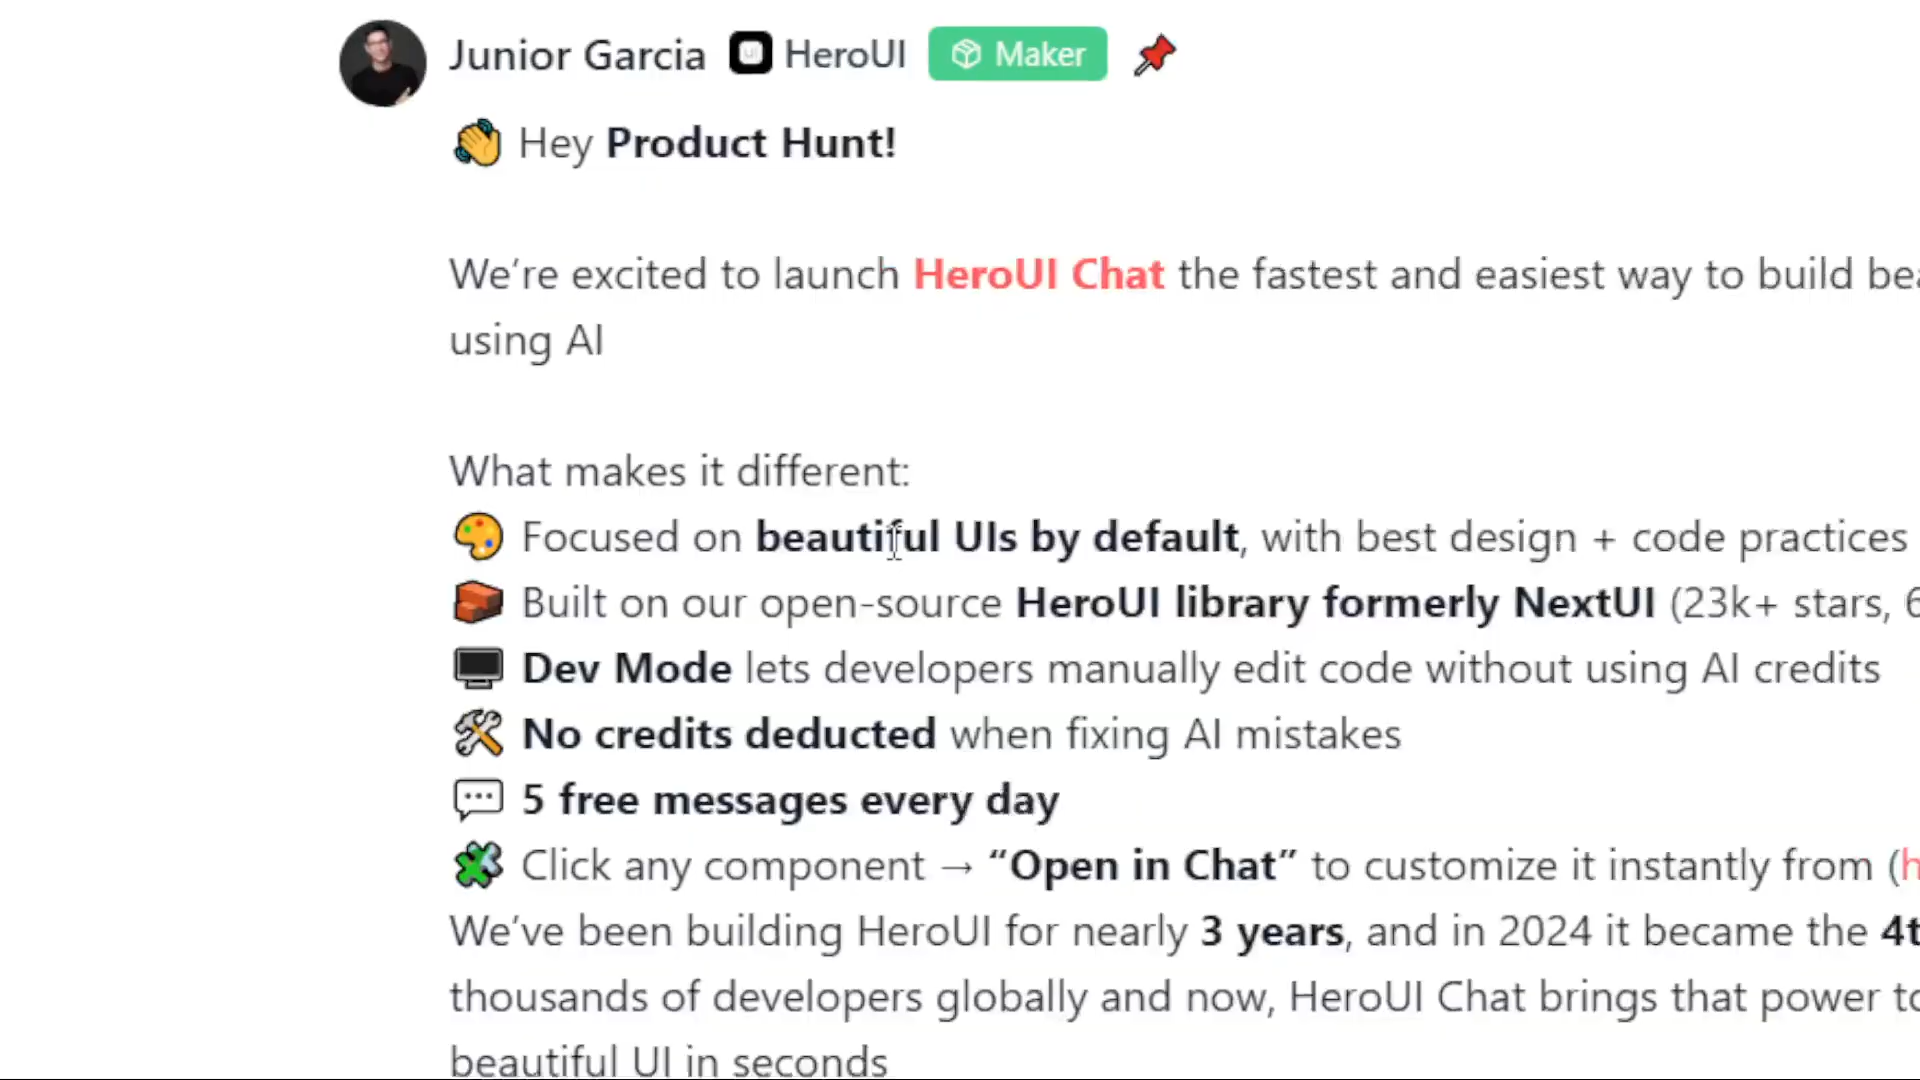 Junior Garcia HeroUI Maker
Hey Product Hunt!
We’re excited to launch HeroUI Chat the fastest and easiest way to build
using AI
What makes it different:
Focused on beautiful UIs by default, with best design + code practices
Built on our open-source HeroUI library formerly NextUI (23k+ stars,
Dev Mode lets developers manually edit code without using AI credits
No credits deducted when fixing AI mistakes
5 free messages every day
Click any component → “Open in Chat” to customize it instantly from (
We’ve been building HeroUI for nearly 3 years, and in 2024 it became the
thousands of developers globally and now, HeroUI Chat brings that power
beautiful UI in seconds